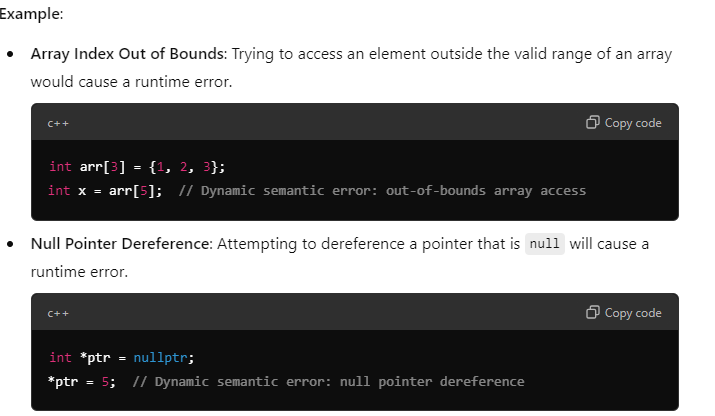 Example:
• Array Index Out of Bounds: Trying to access an element outside the valid range of an array
would cause a runtime error.
c++ Copy code
int arr[3] = {1, 2, 3};
int x = arr[5];  // Dynamic semantic error: out-of-bounds array access
• Null Pointer Dereference: Attempting to dereference a pointer that is null will cause a
runtime error.
c++ Copy code
int *ptr = nullptr;
*ptr = 5;  // Dynamic semantic error: null pointer dereference